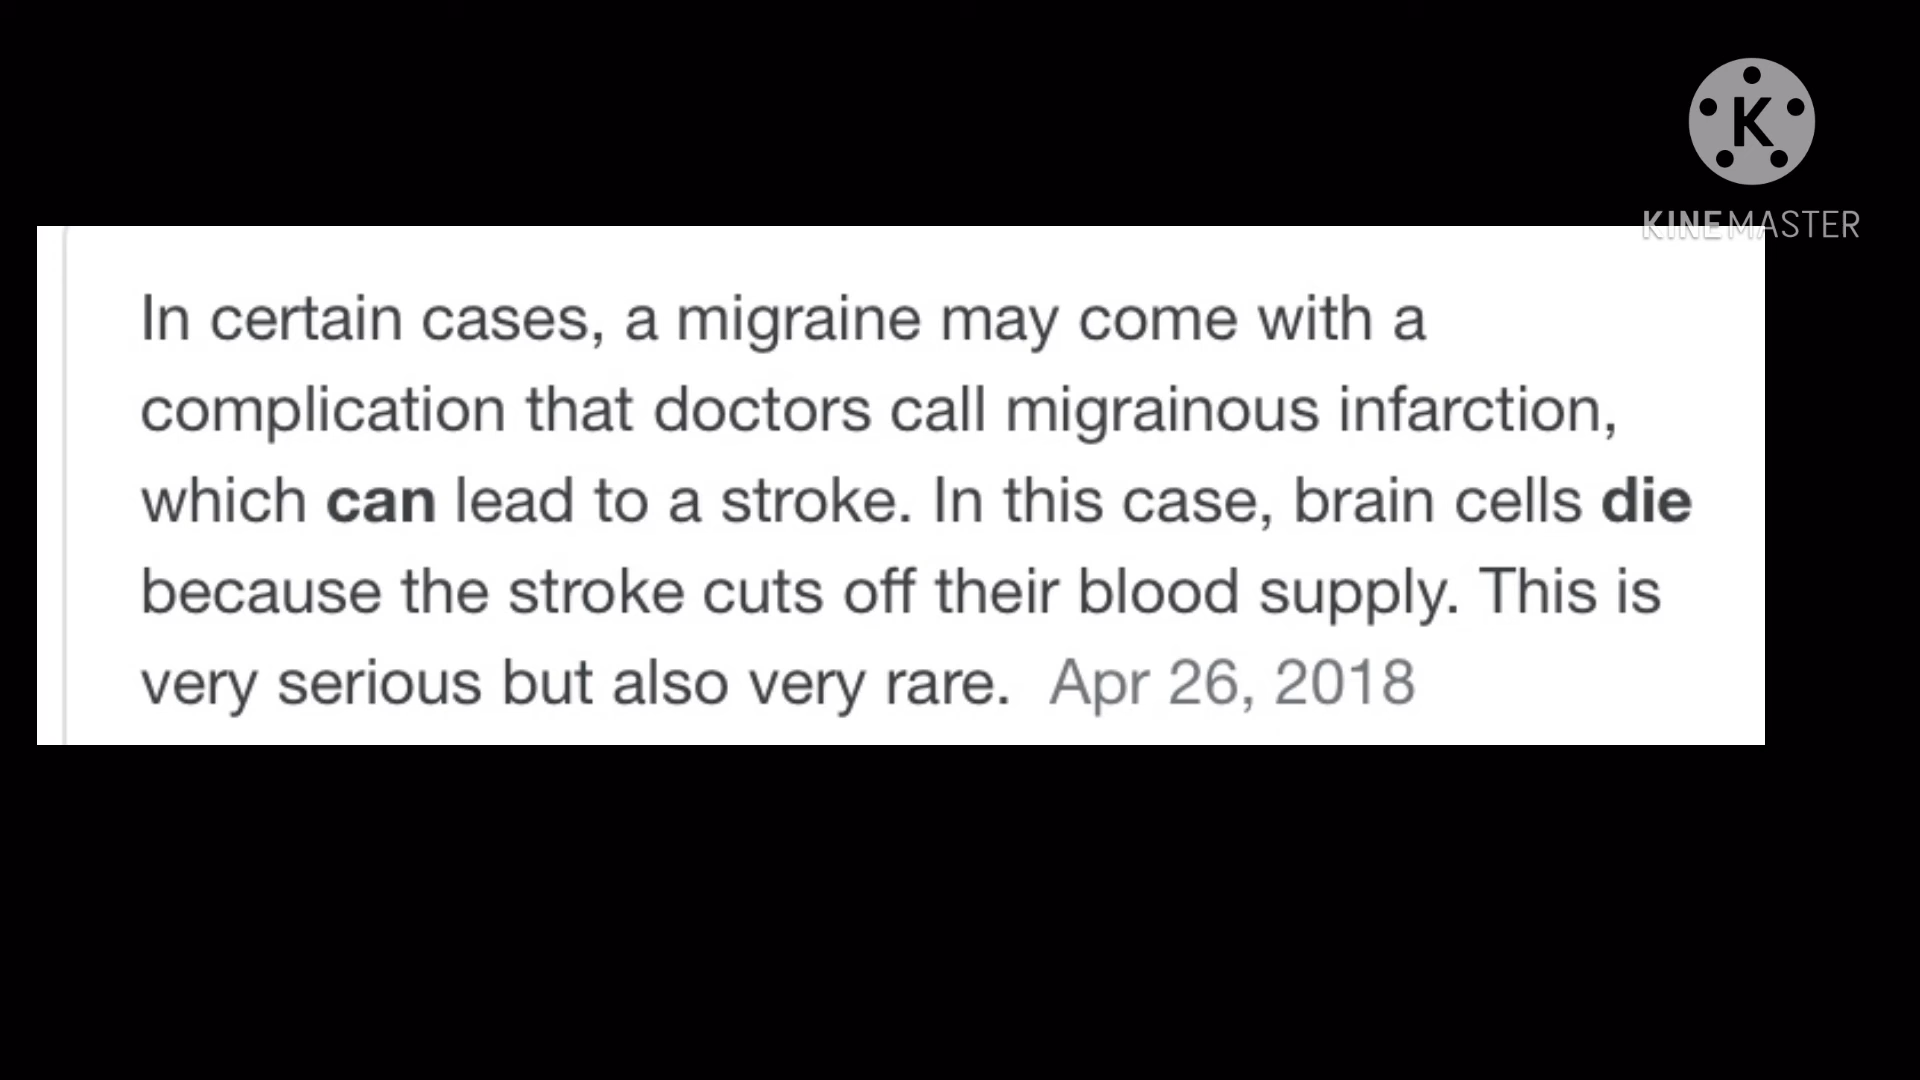 K
KINEMASTER
In certain cases, a migraine may come with a
complication that doctors call migrainous infarction,
which can lead to a stroke. In this case, brain cells die
because the stroke cuts off their blood supply. This is
very serious but also very rare. Apr 26, 2018